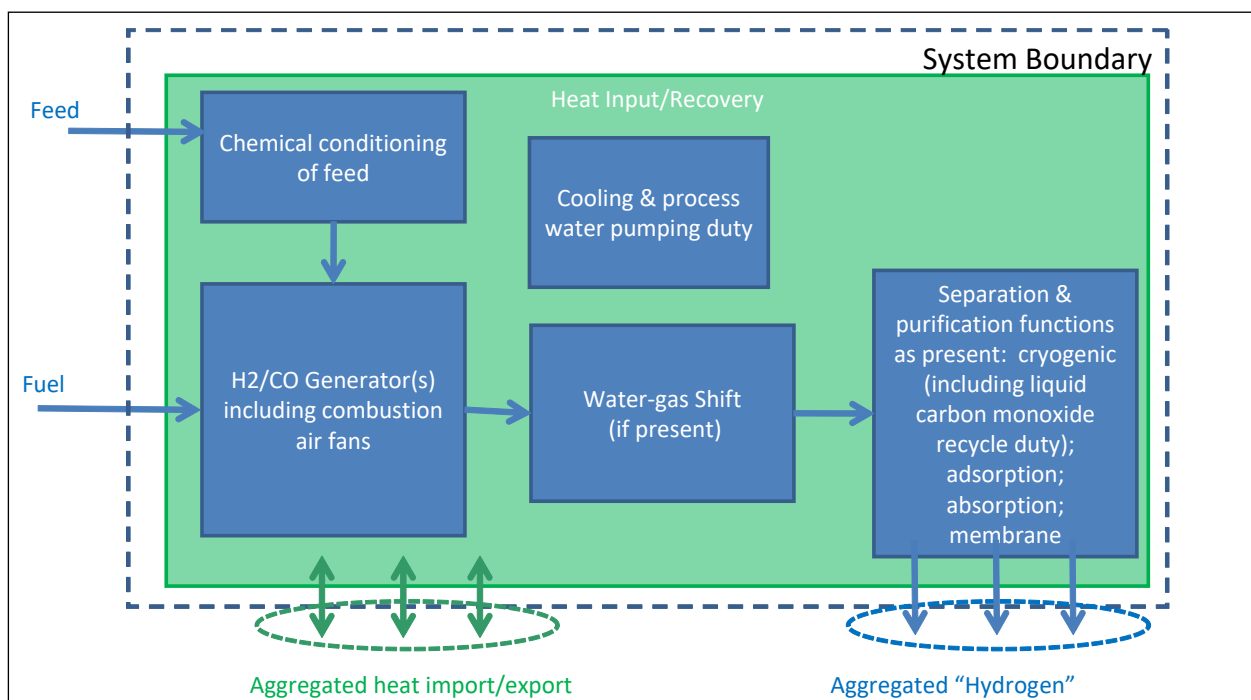 System Boundary
Heat Input/Recovery
Feed
Chemical conditioning
of feed
Cooling & process
water pumping duty
Fuel
H2/CO Generator(s)
including combustion
air fans
Water-gas Shift
(if present)
Separation &
purification functions
as present: cryogenic
(including liquid
carbon monoxide
recycle duty);
adsorption;
absorption;
membrane
Aggregated heat import/export
Aggregated “Hydrogen”